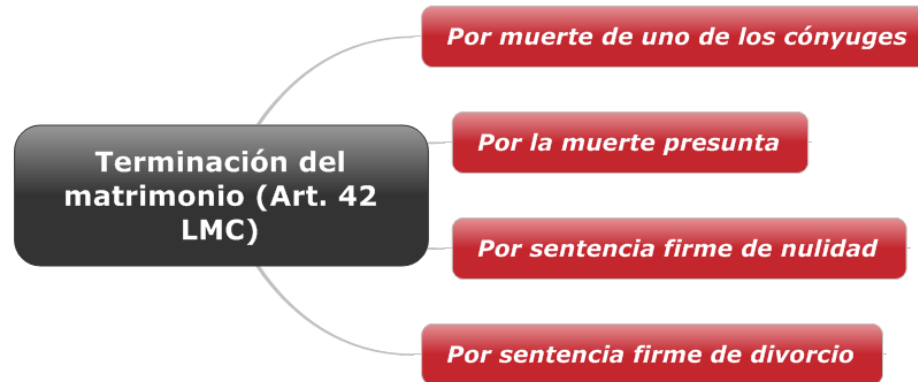 Por muerte de uno de los cónyuges
Por la muerte presunta
Terminación del
matrimonio (Art. 42
LMC)
Por sentencia firme de nulidad
Por sentencia firme de divorcio